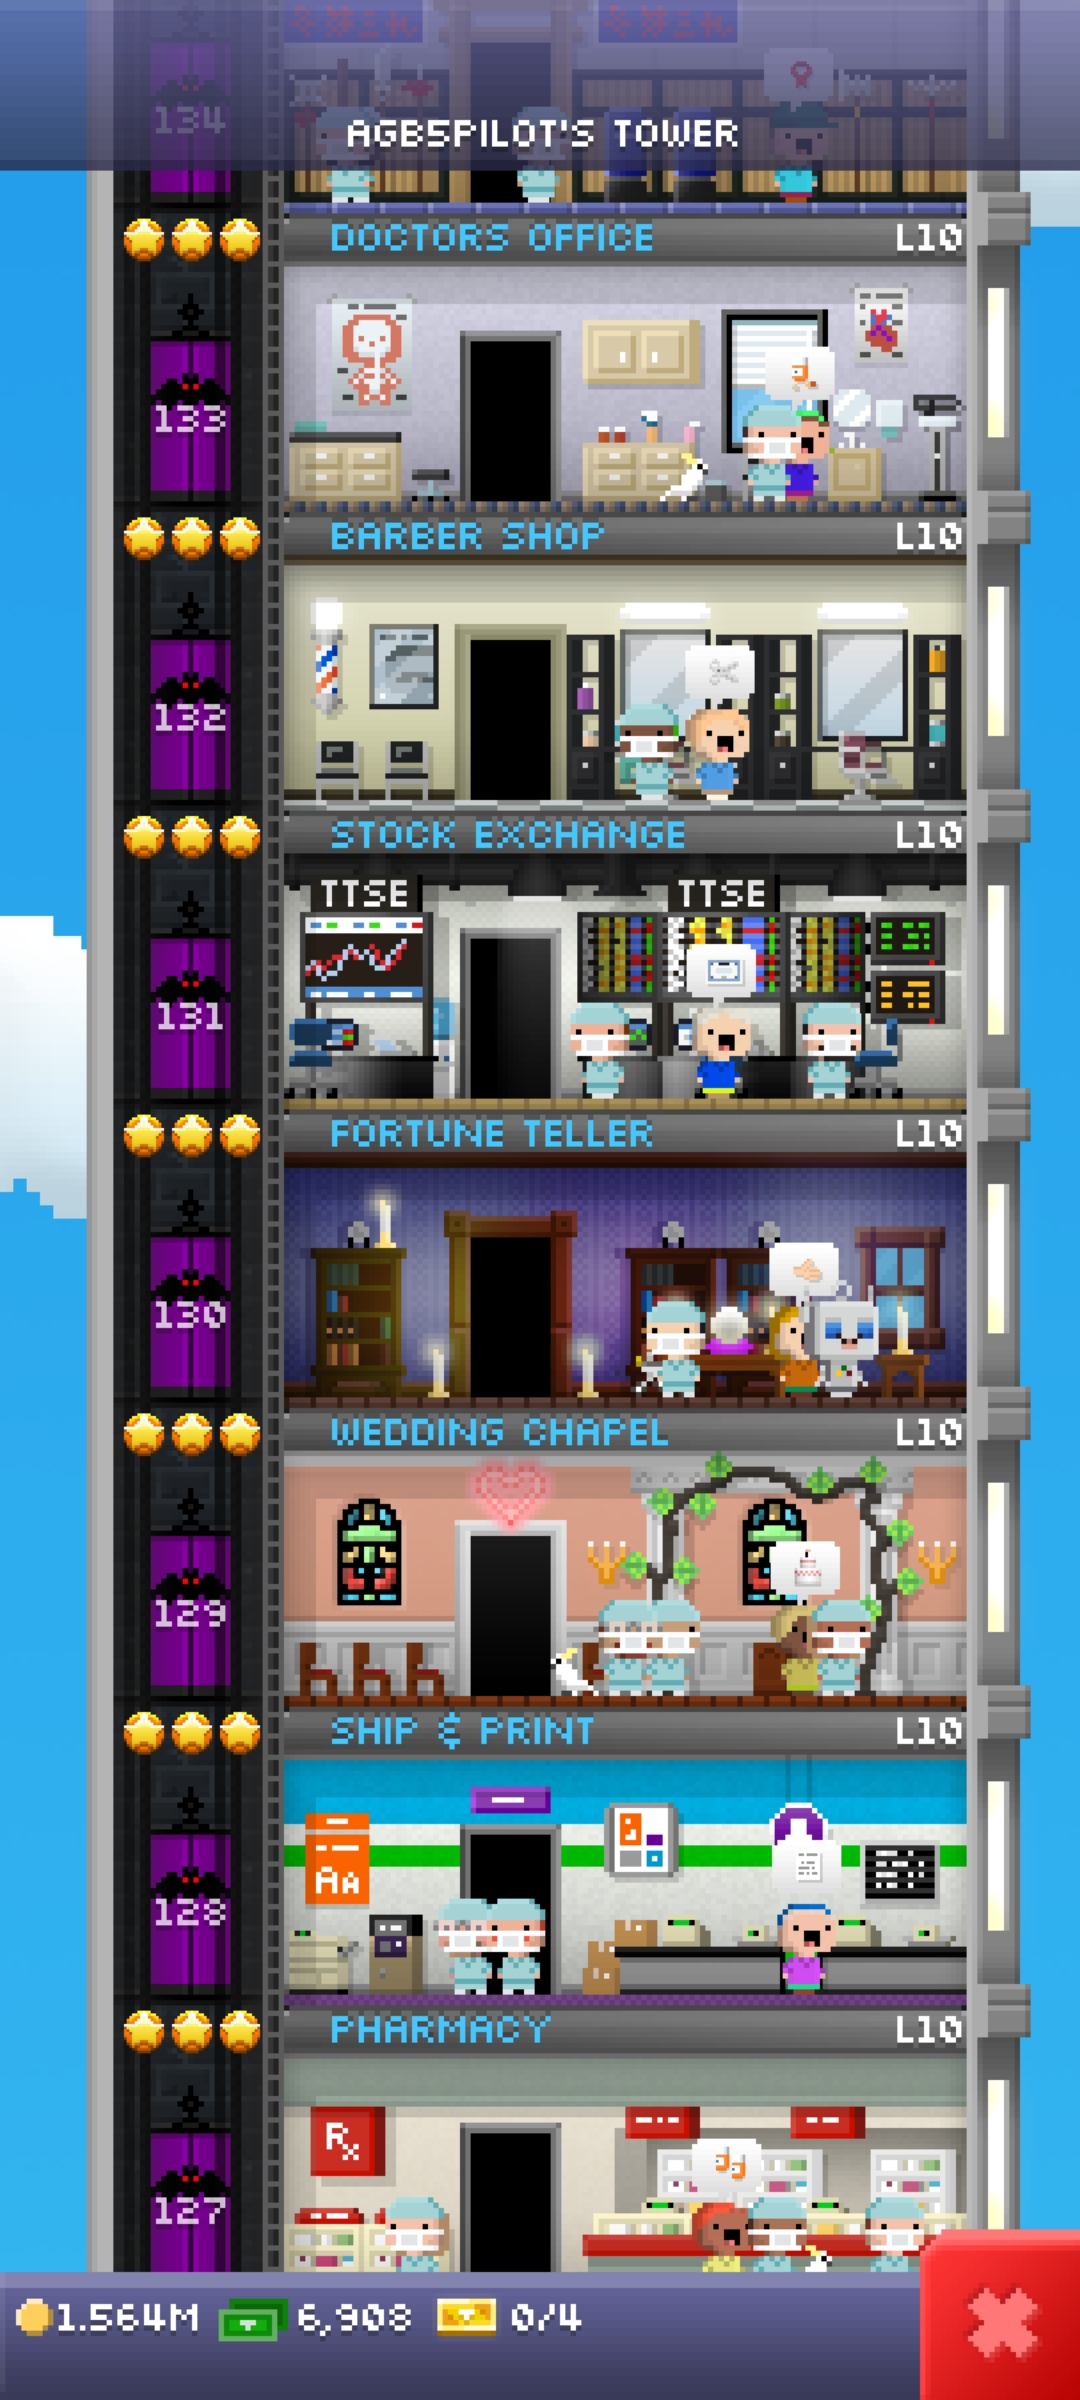 134
AGB5PILOT'S TOWER
DOCTORS OFFICE L10
133
BARBER SHOP L10
132
STOCK EXCHANGE L10
TTSE TTSE
131
FORTUNE TELLER L10
130
WEDDING CHAPEL L10
129
SHIP & PRINT L10
AA
128
PHARMACY L10
Rx
127
1.564M 6,908 0/4